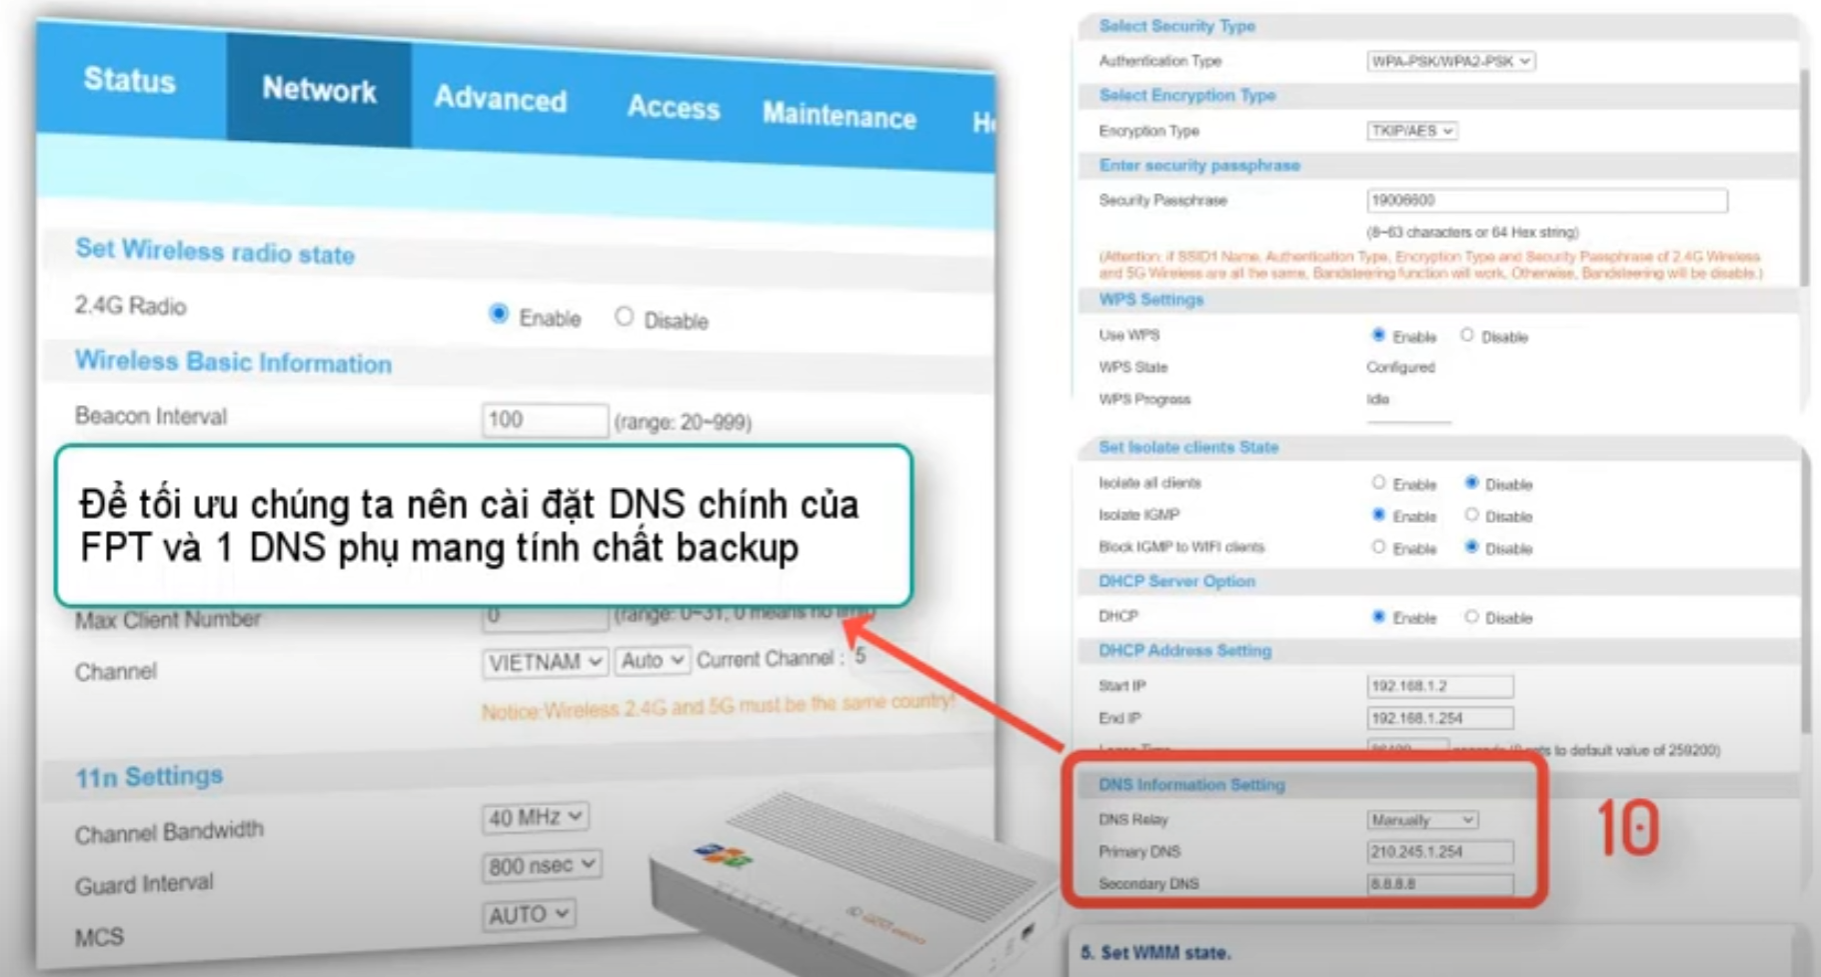 Status Network Advanced Access Maintenance
Set Wireless radio state
2.4G Radio Enable Disable
Wireless Basic Information
Beacon Interval 100 (range: 20~999)
Để tối ưu chúng ta nên cài đặt DNS chính của
FPT và 1 DNS phụ mang tính chất backup
Max Client Number 0 (range: 0~31, 0 means no limit)
Channel VIETNAM Auto Current Channel : 5
Notice:Wireless 2.4G and 5G must be the same country!
11n Settings
Channel Bandwidth 40 MHz
Guard Interval 800 nsec
MCS AUTO
Select Security Type
Authentication Type WPA-PSK/WPA2-PSK
Select Encryption Type
Encryption Type TKIP/AES
Enter security passphrase
Security Passphrase 19006600
(8~63 characters or 64 Hex string)
(Attention: if SSID1 Name, Authentication Type, Encryption Type and Security Passphrase of 2.4G Wireless
and 5G Wireless are all the same, Bandsteering function will work, Otherwise, Bandsteering will be disable.)
WPS Settings
Use WPS Enable Disable
WPS State Configured
WPS Progress Idle
Set Isolate clients State
Isolate all clients Enable Disable
Isolate IGMP Enable Disable
Block IGMP to WIFI clients Enable Disable
DHCP Server Option
DHCP Enable Disable
DHCP Address Setting
Start IP 192.168.1.2
End IP 192.168.1.254
to default value of 259200)
DNS Information Setting
DNS Relay Manually
Primary DNS 210.245.1.254
Secondary DNS 8.8.8.8
10
5. Set WMM state.